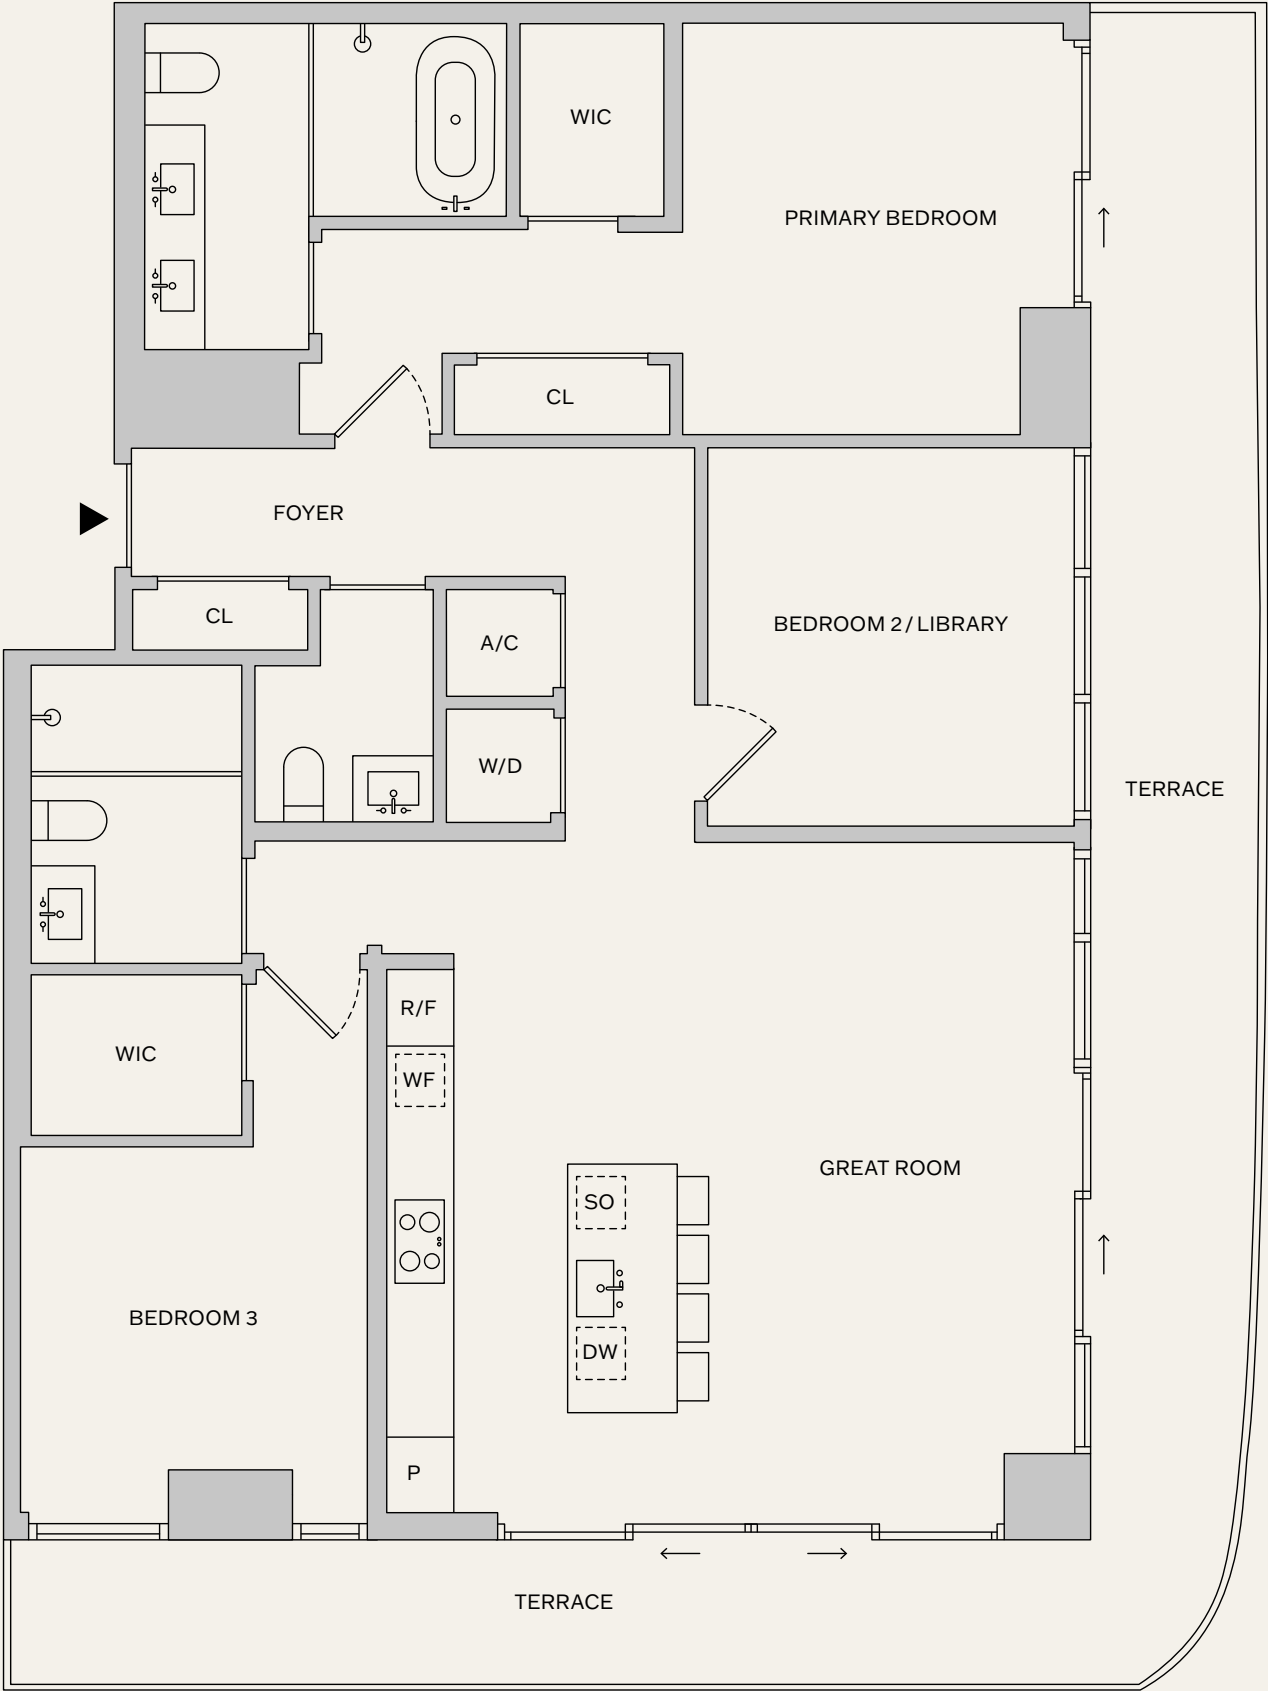 WIC
PRIMARY BEDROOM
CL
FOYER
CL
BEDROOM 2 / LIBRARY
A/C
W/D
TERRACE
R/F
WIC
WF
GREAT ROOM
SO
BEDROOM 3
DW
P
TERRACE